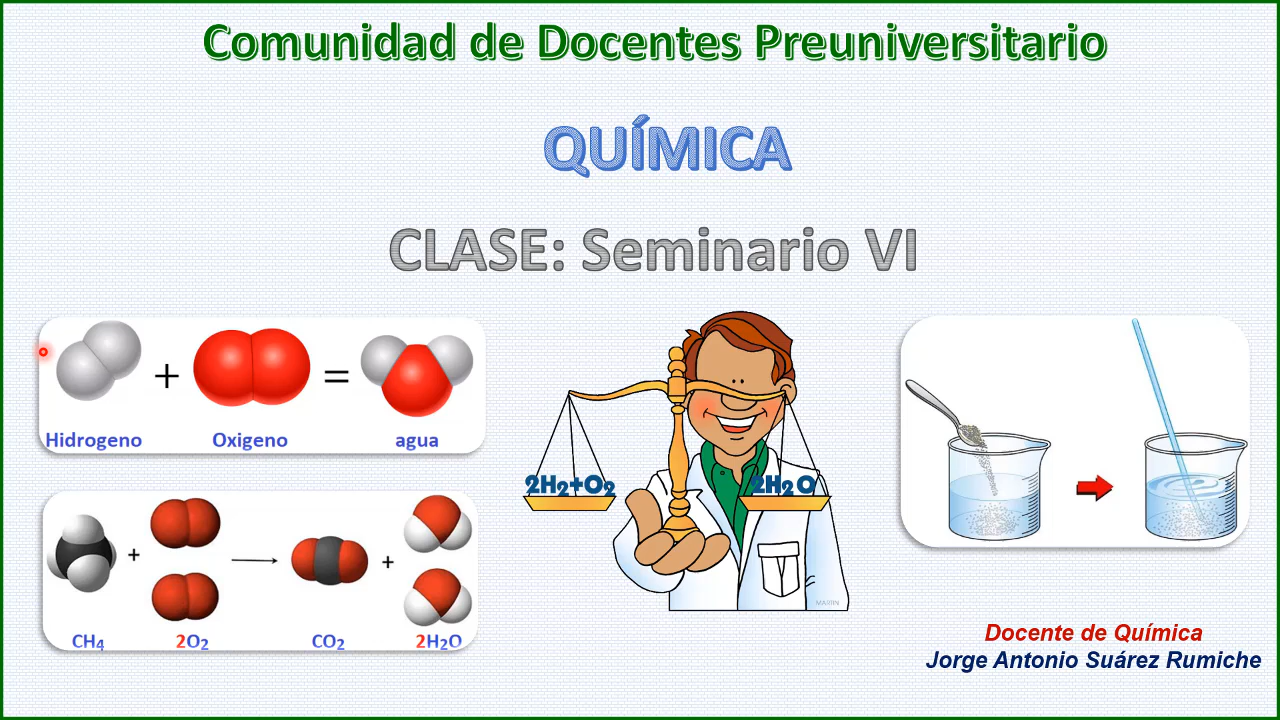 Comunidad de Docentes Preuniversitario
QUÍMICA
CLASE: Seminario VI
+
=
Hidrogeno
Oxigeno
agua
2H2+O2
2H2O
+
+
CH4
2O2
CO2
2H2O
MARTIN
Docente de Química
Jorge Antonio Suárez Rumiche